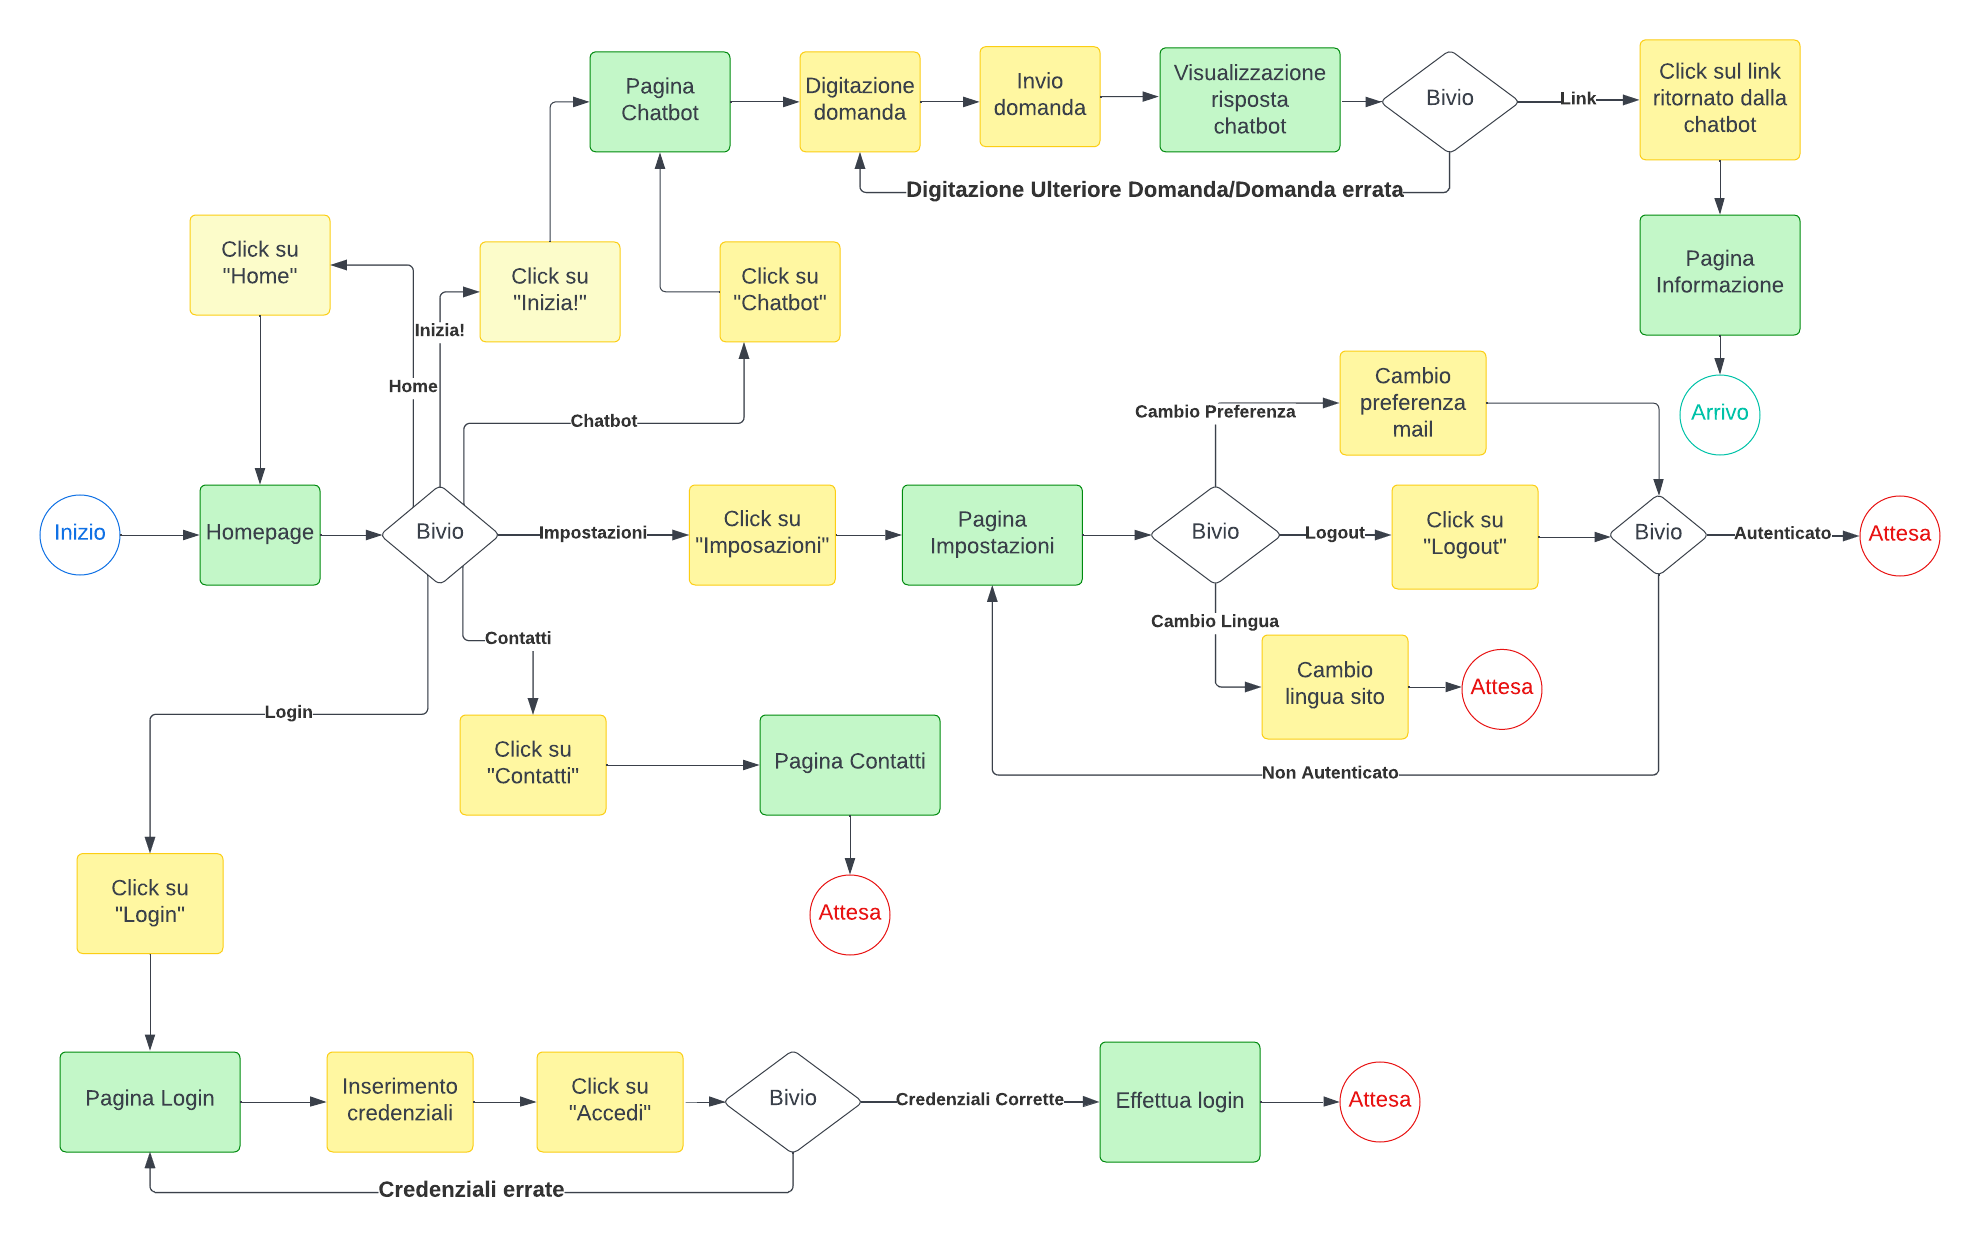 Pagina
Chatbot
Digitazione
domanda
Invio
domanda
Visualizzazione
risposta
chatbot
Bivio
Link
Click sul link
ritornato dalla
chatbot
Digitazione Ulteriore Domanda/Domanda errata
Click su
"Home"
Click su
"Inizia!"
Click su
"Chatbot"
Pagina
Informazione
Inizia!
Home
Chatbot
Cambio Preferenza
Cambio
preferenza
mail
Arrivo
Inizio
Homepage
Bivio
Impostazioni
Click su
"Imposazioni"
Pagina
Impostazioni
Bivio
Logout
Click su
"Logout"
Bivio
Autenticato
Attesa
Contatti
Cambio Lingua
Cambio
lingua sito
Attesa
Login
Click su
"Contatti"
Pagina Contatti
Non Autenticato
Click su
"Login"
Attesa
Pagina Login
Inserimento
credenziali
Click su
"Accedi"
Bivio
Credenziali Corrette
Effettua login
Attesa
Credenziali errate